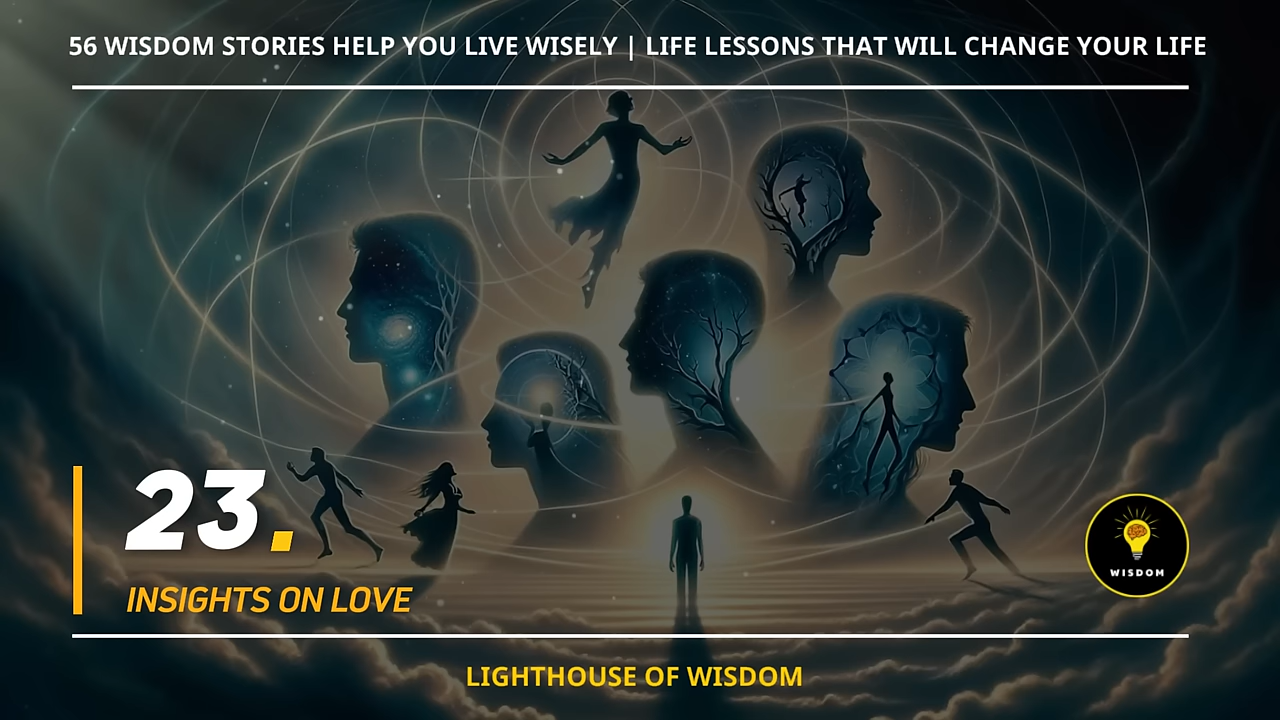 56 WISDOM STORIES HELP YOU LIVE WISELY | LIFE LESSONS THAT WILL CHANGE YOUR LIFE
23.
INSIGHTS ON LOVE
WISDOM
LIGHTHOUSE OF WISDOM